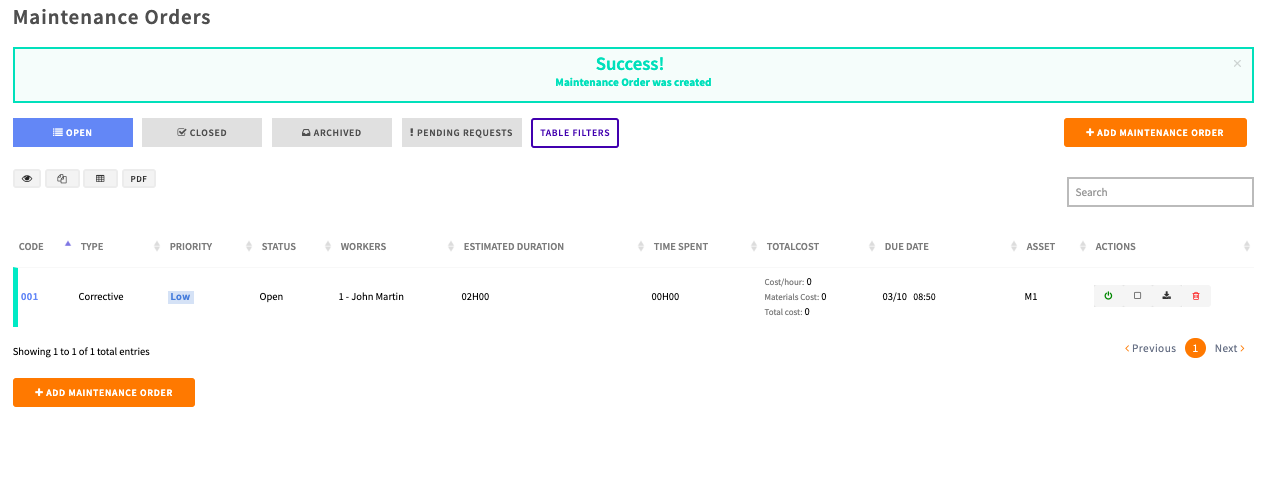 Maintenance Orders
Success!
Maintenance Order was created
×
OPEN
CLOSED
ARCHIVED
PENDING REQUESTS
TABLE FILTERS
ADD MAINTENANCE ORDER
PDF
Search
CODE TYPE PRIORITY STATUS WORKERS ESTIMATED DURATION TIME SPENT TOTALCOST DUE DATE ASSET ACTIONS
001 Corrective Low Open 1 - John Martin 02H00 00H00
Cost/hour: 0
Materials Cost: 0
Total cost: 0
03/10 08:50 M1
Showing 1 to 1 of 1 total entries
Previous 1 Next
ADD MAINTENANCE ORDER